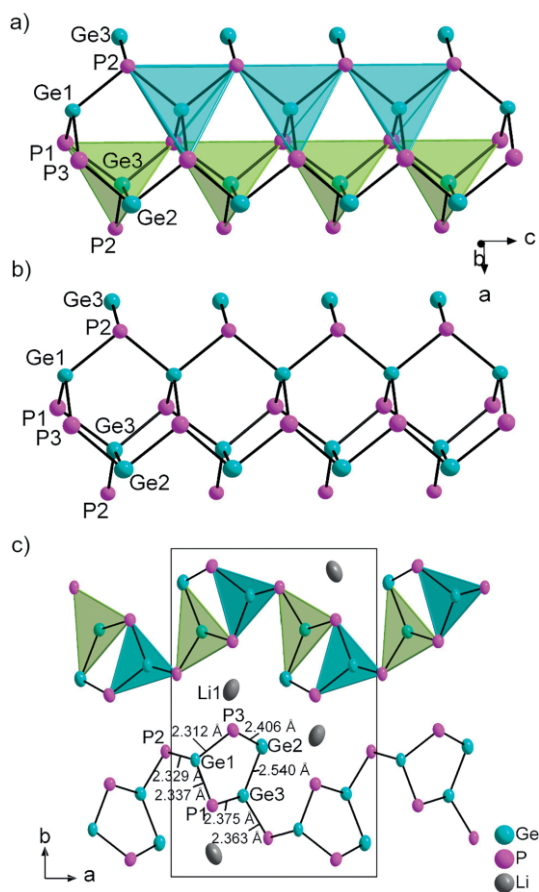 a)
Ge3
P2
Ge1
P1
Ge3
P3
Ge2
P2
c
b
a
b)
Ge3
P2
Ge1
P1
Ge3
P3
Ge2
P2
c)
Li1
P3
2.406 Å
P2
2.312 Å
Ge2
Ge1
2.329 Å
2.540 Å
2.337 Å
Ge3
P1
2.375 Å
2.363 Å
b
a
Ge
P
Li